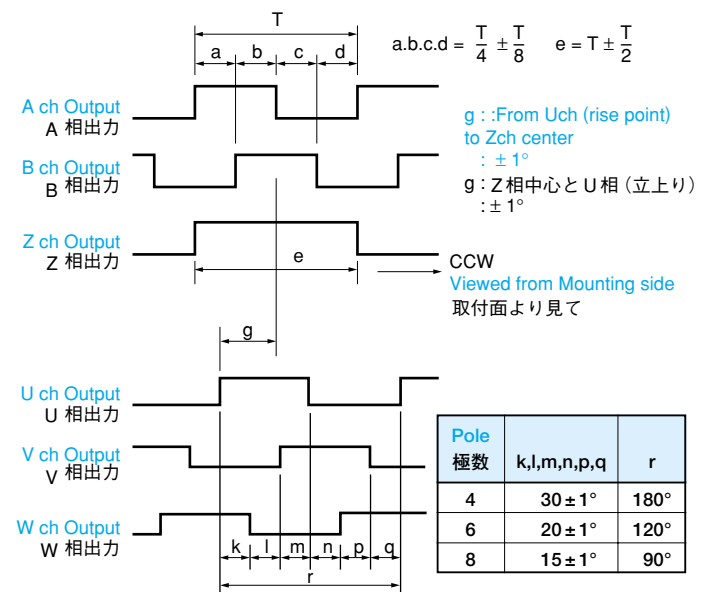 T
a.b.c.d = T/4 ± T/8 e = T ± T/2
a b c d
A ch Output
A 相出力
g : :From Uch (rise point)
to Zch center
: ± 1°
g : Z相中心とU相（立上り）
: ± 1°
B ch Output
B 相出力
Z ch Output
Z 相出力
e
CCW
Viewed from Mounting side
取付面より見て
g
U ch Output
U 相出力
V ch Output
V 相出力
W ch Output
W 相出力
k l m n p q
r
Pole
極数 k,l,m,n,p,q r
4 30±1° 180°
6 20±1° 120°
8 15±1° 90°